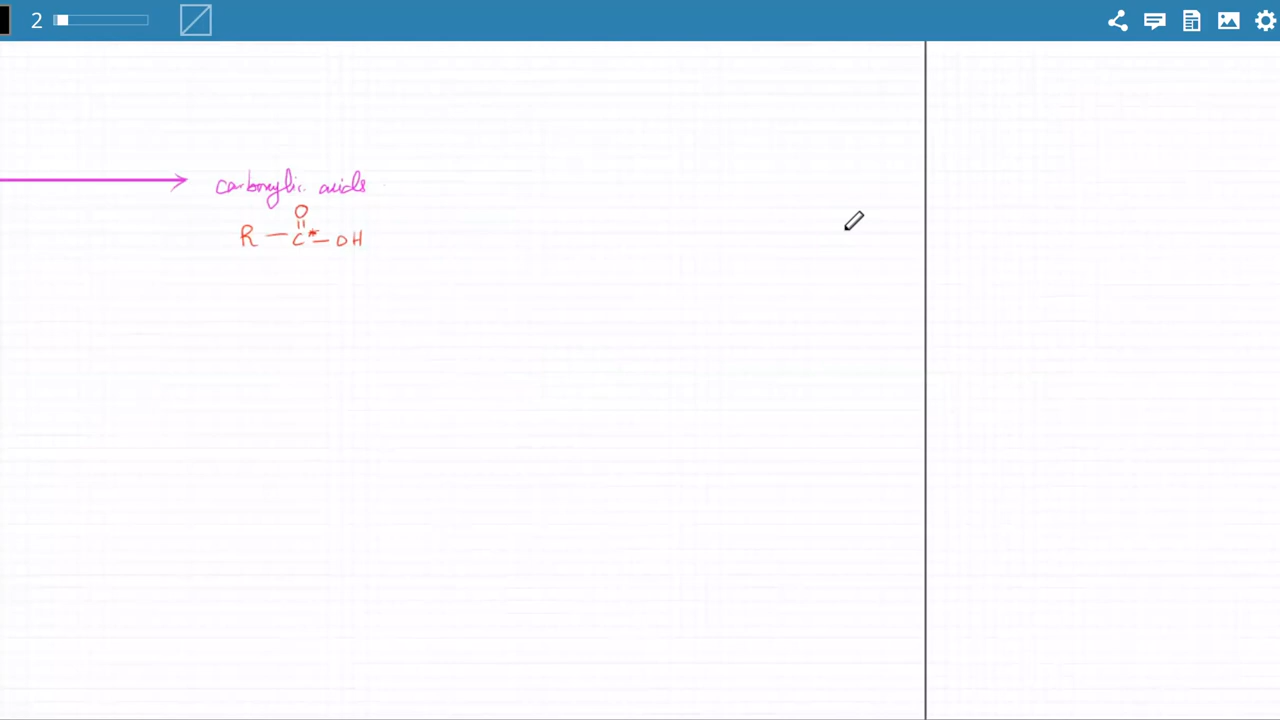 2
carboxylic acids
O
R — C* — OH